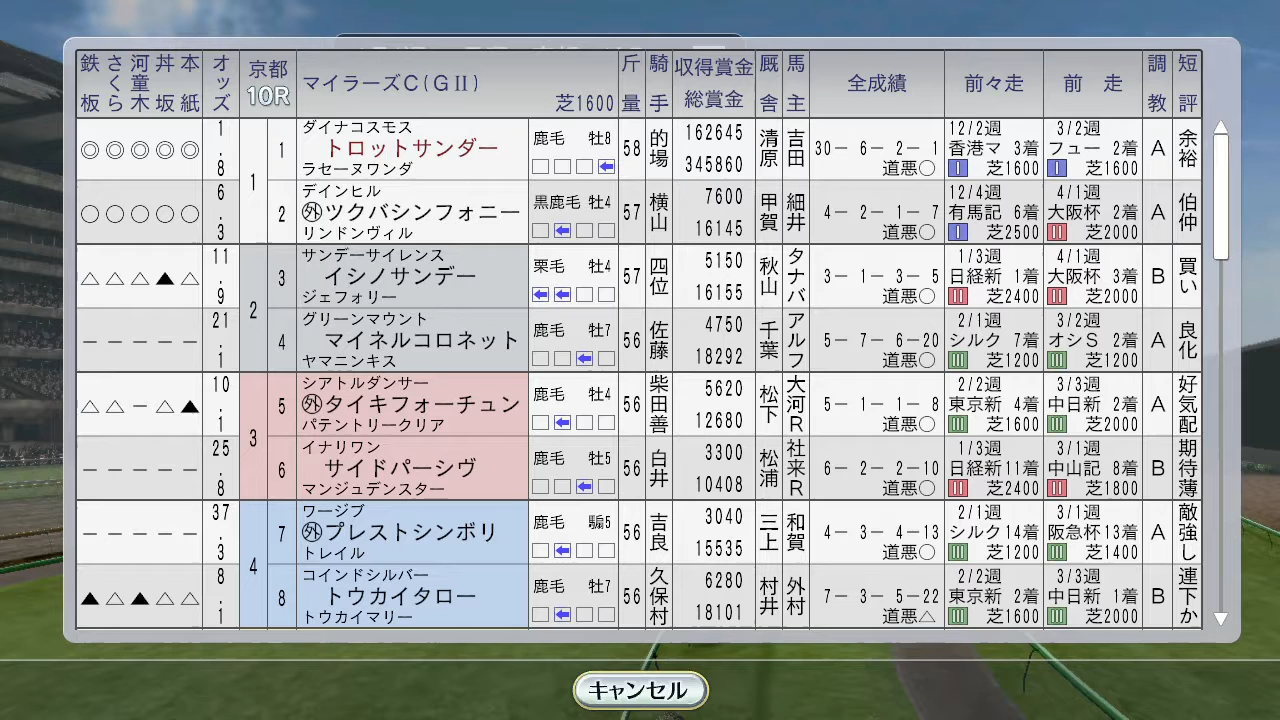 鉄板 さくら 河童木 丼坂 本紙 オッズ 京都10R マイラーズC(GⅡ) 芝1600 斤量 騎手 収得賞金 総賞金 厩舎 馬主 全成績 前々走 前走 調教 短評
◎ ◎ ◎ ◎ ◎ 1.8 1 1 ダイナコスモス
トロットサンダー 鹿毛 牡8 58 的場 162645 清原 吉田 30－ 6－ 2－ 1 12/2週 香港マ 3着 3/2週 フュー 2着 A 余裕
ラセーヌワンダ 345860 道悪○ Ⅰ 芝1600 Ⅰ 芝1600
○ ○ ○ ○ ○ 6.3 2 デインヒル
外ツクバシンフォニー 黒鹿毛 牡4 57 横山 7600 甲賀 細井 4－ 2－ 1－ 7 12/4週 有馬記 6着 4/1週 大阪杯 2着 A 伯仲
リンドンヴィル 16145 道悪○ Ⅰ 芝2500 Ⅱ 芝2000
△ △ △ ▲ △ 11.9 2 3 サンデーサイレンス
イシノサンデー 栗毛 牡4 57 四位 5150 秋山 タナバ 3－ 1－ 3－ 5 1/3週 日経新 1着 4/1週 大阪杯 3着 B 買い
ジェフォリー 16155 道悪○ Ⅱ 芝2400 Ⅱ 芝2000
－ － － － － 21.1 4 グリーンマウント
マイネルコロネット 鹿毛 牡7 56 佐藤 4750 千葉 アルフ 5－ 7－ 6－20 2/1週 シルク 7着 3/2週 オシS 2着 A 良化
ヤマニンキス 18292 道悪○ Ⅲ 芝1200 Ⅲ 芝1200
△ △ － △ ▲ 10.1 3 5 シアトルダンサー
外タイキフォーチュン 鹿毛 牡4 56 柴田善 5620 松下 大河R 5－ 1－ 1－ 8 2/2週 東京新 4着 3/3週 中日新 2着 A 好気配
パテントリークリア 12680 道悪○ Ⅲ 芝1600 Ⅲ 芝2000
－ － － － － 25.8 6 イナリワン
サイドパーシヴ 鹿毛 牡5 56 白井 3300 松浦 社来R 6－ 2－ 2－10 1/3週 日経新11着 3/1週 中山記 8着 B 期待薄
マンジュデンスター 10408 道悪○ Ⅱ 芝2400 Ⅱ 芝1800
－ － － － － 37.3 4 7 ワージブ
外プレストシンボリ 鹿毛 騸5 56 吉良 3040 三上 和賀 4－ 3－ 4－13 2/1週 シルク14着 3/1週 阪急杯13着 A 敵強し
トレイル 15535 道悪○ Ⅲ 芝1200 Ⅲ 芝1400
▲ △ ▲ △ △ 8.1 8 コインドシルバー
トウカイタロー 鹿毛 牡7 56 久保村 6280 村井 外村 7－ 3－ 5－22 2/2週 東京新 2着 3/3週 中日新 1着 B 連下か
トウカイマリー 18101 道悪△ Ⅲ 芝1600 Ⅲ 芝2000
キャンセル